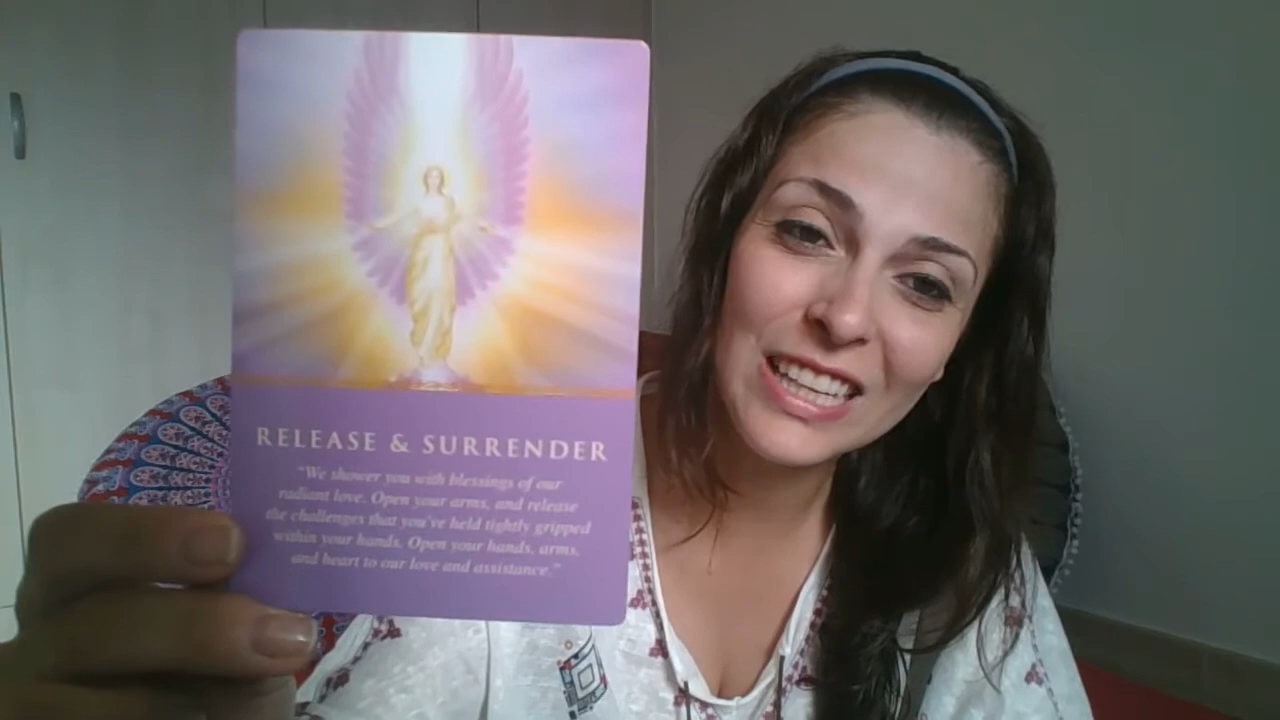 RELEASE & SURRENDER
"We shower you with blessings of our
radiant love. Open your arms, and release
the challenges that you've held tightly gripped
within your hands. Open your hands, arms,
and heart to our love and assistance."